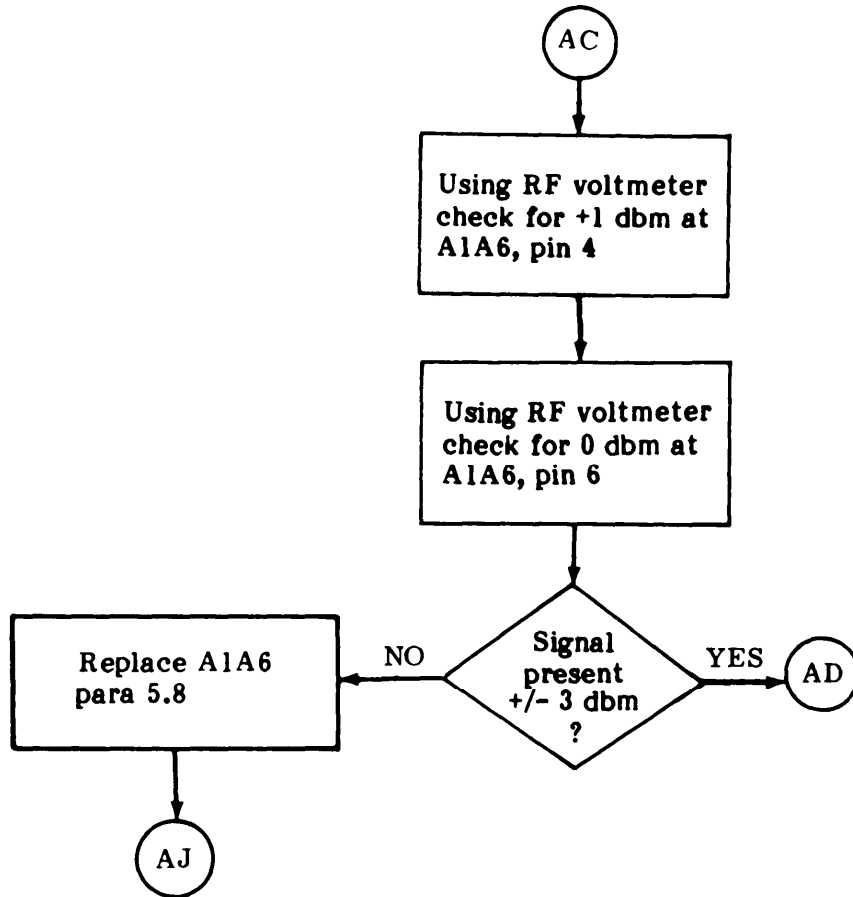 AC
Using RF voltmeter
check for +1 dbm at
A1A6, pin 4
Using RF voltmeter
check for 0 dbm at
A1A6, pin 6
Signal
present
+/- 3 dbm
?
NO
YES
Replace A1A6
para 5.8
AD
AJ